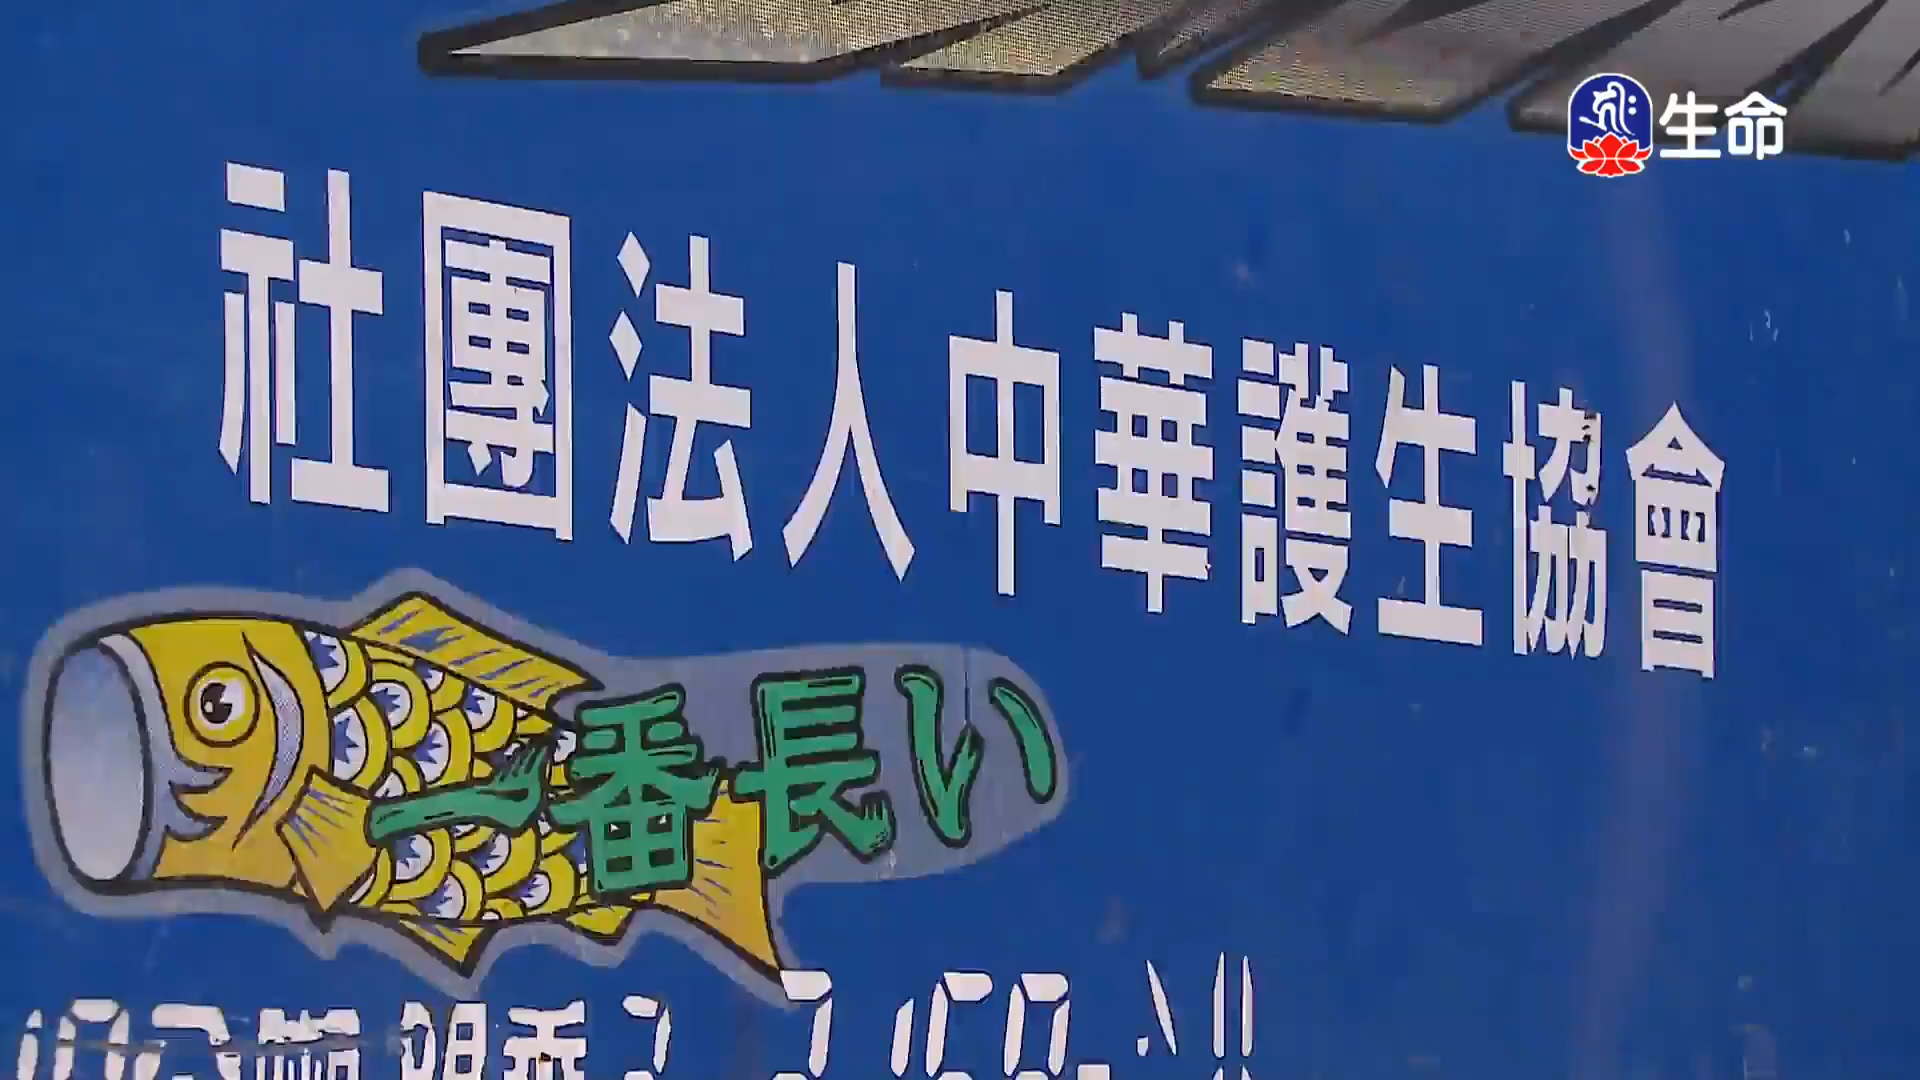 生命
社團法人中華護生協會
一番長い